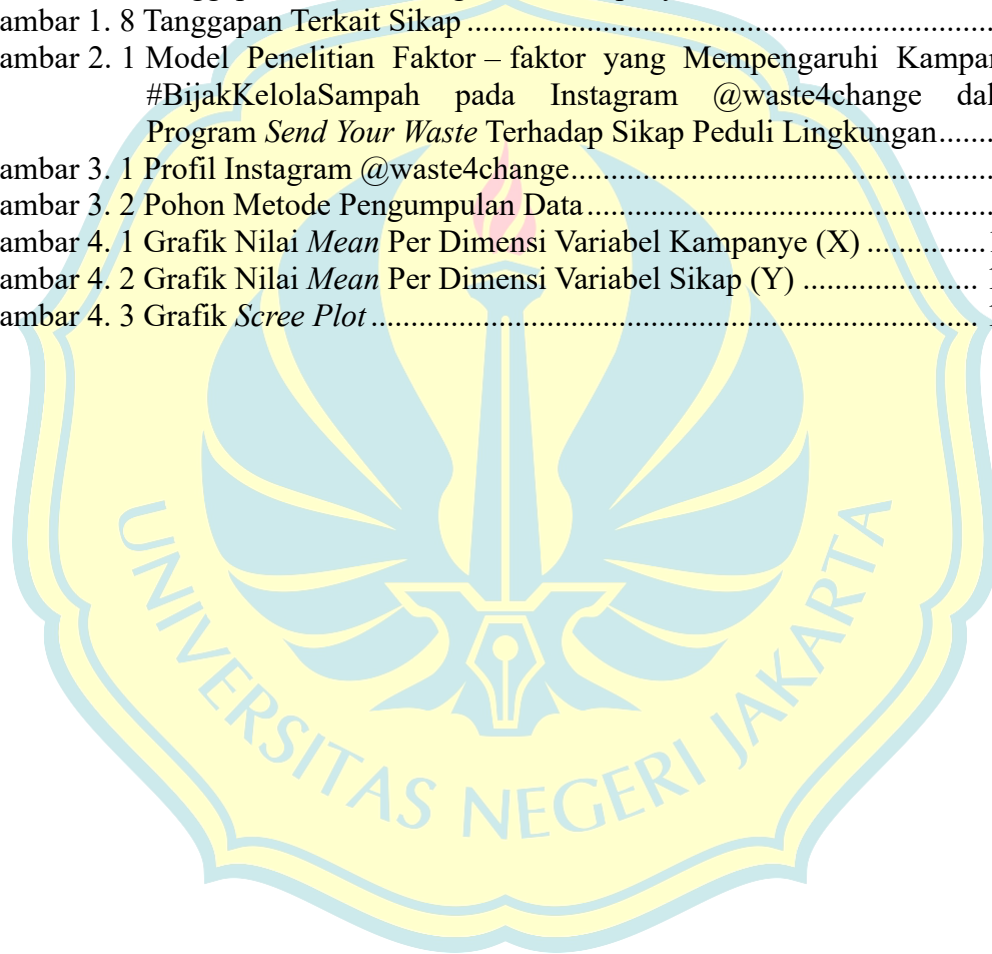 ambar 1. 8 Tanggapan Terkait Sikap ................................................................
ambar 2. 1 Model Penelitian Faktor – faktor yang Mempengaruhi Kampan
#BijakKelolaSampah pada Instagram @waste4change dal
Program Send Your Waste Terhadap Sikap Peduli Lingkungan.......
ambar 3. 1 Profil Instagram @waste4change....................................................
ambar 3. 2 Pohon Metode Pengumpulan Data..................................................
ambar 4. 1 Grafik Nilai Mean Per Dimensi Variabel Kampanye (X) ...............1
ambar 4. 2 Grafik Nilai Mean Per Dimensi Variabel Sikap (Y) ..................... 1
ambar 4. 3 Grafik Scree Plot.......................................................................... 1
UNIVERSITAS NEGERI JAKARTA